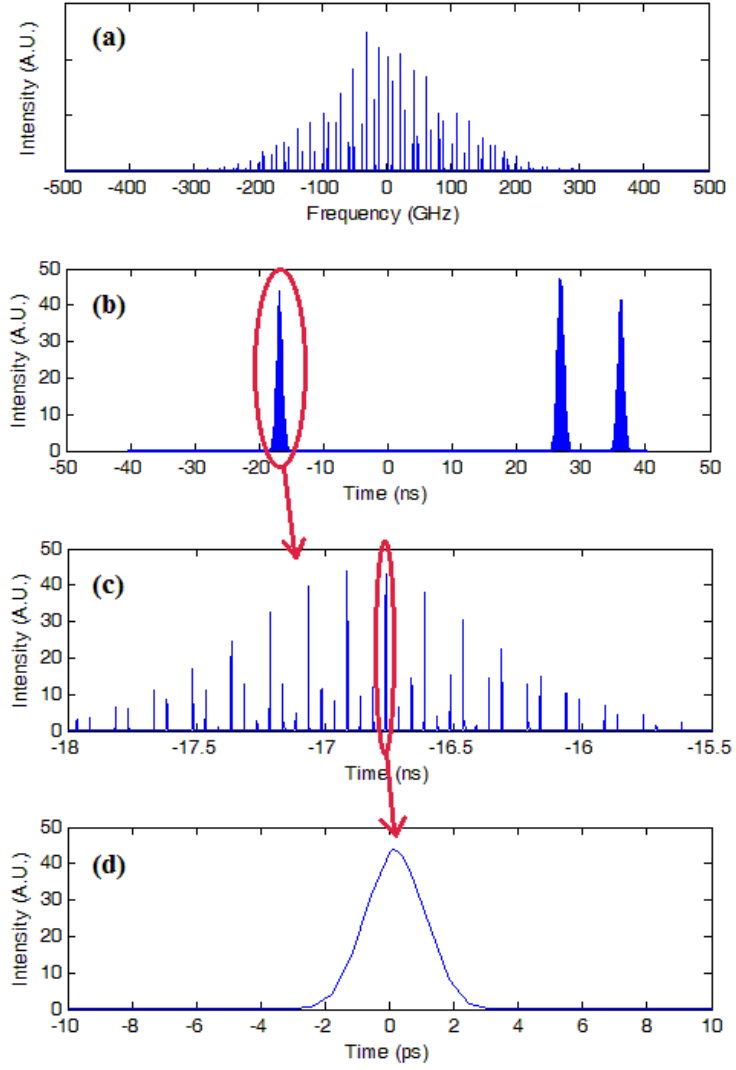 (a)
Intensity (A.U.)
-500 -400 -300 -200 -100 0 100 200 300 400 500
Frequency (GHz)
(b)
Intensity (A.U.)
50
40
30
20
10
0
-50 -40 -30 -20 -10 0 10 20 30 40 50
Time (ns)
(c)
Intensity (A.U.)
50
40
30
20
10
0
-18 -17.5 -17 -16.5 -16 -15.5
Time (ns)
(d)
Intensity (A.U.)
50
40
30
20
10
0
-10 -8 -6 -4 -2 0 2 4 6 8 10
Time (ps)